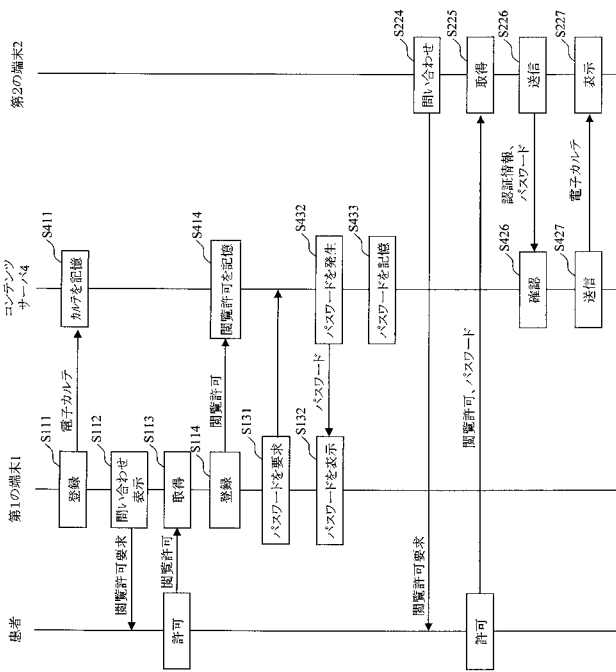 患者
第1の端末1
コンテンツ
サーバ4
第2の端末2
S111
登録
電子カルテ
S411
カルテを記憶
S112
問い合わせ
表示
閲覧許可要求
許可
閲覧許可
S113
取得
S114
登録
閲覧許可
S414
閲覧許可を記憶
S131
パスワードを要求
S432
パスワードを発生
パスワード
S132
パスワードを表示
S433
パスワードを記憶
S224
問い合わせ
閲覧許可要求
許可
閲覧許可、パスワード
S225
取得
S226
送信
認証情報、
パスワード
S426
確認
S427
送信
電子カルテ
S227
表示